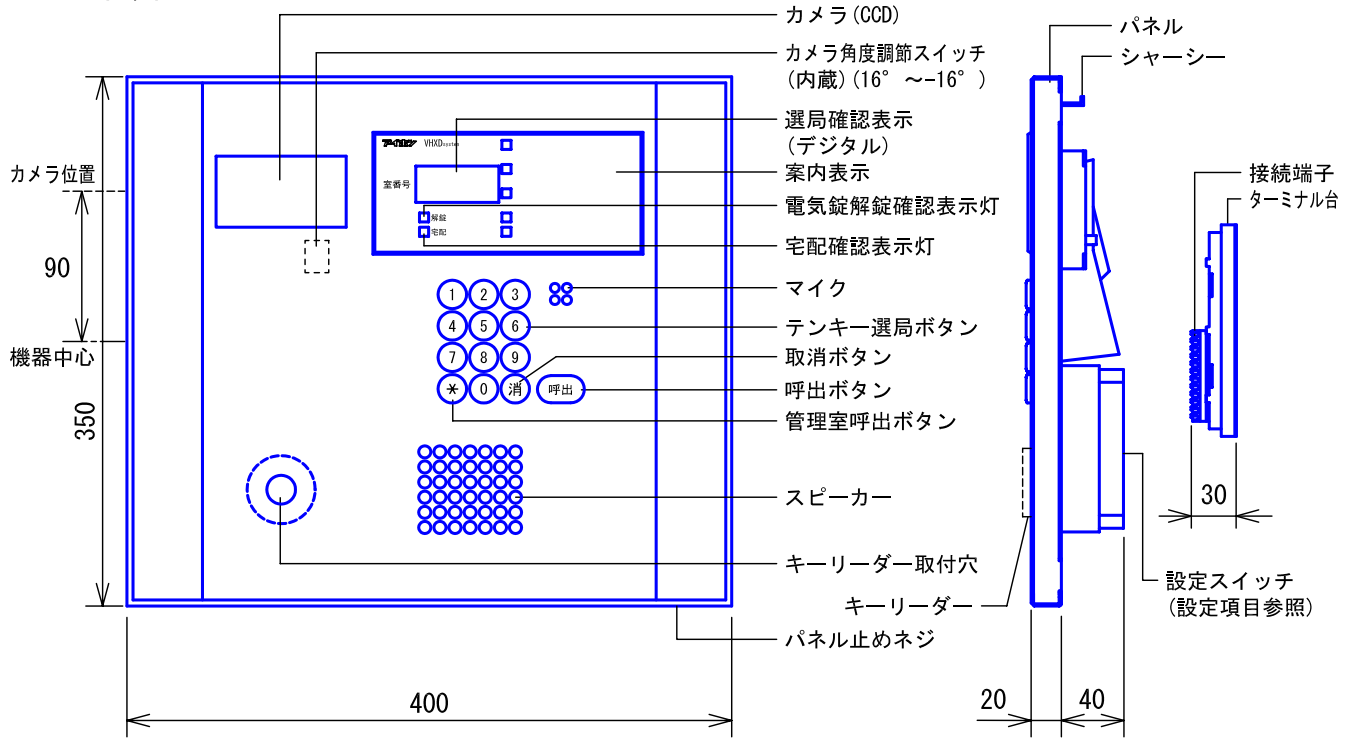 カメラ(CCD)
カメラ角度調節スイッチ
(内蔵)(16°~-16°)
選局確認表示
(デジタル)
案内表示
電気錠解錠確認表示灯
宅配確認表示灯
マイク
テンキー選局ボタン
取消ボタン
呼出ボタン
管理室呼出ボタン
スピーカー
キーリーダー取付穴
キーリーダー
パネル止めネジ
パネル
シャーシー
接続端子
ターミナル台
設定スイッチ
(設定項目参照)
カメラ位置
90
機器中心
350
400
20
40
30
アイホン VHXDsystem
室番号
解錠
宅配
1 2 3
4 5 6
7 8 9
* 0 消 呼出